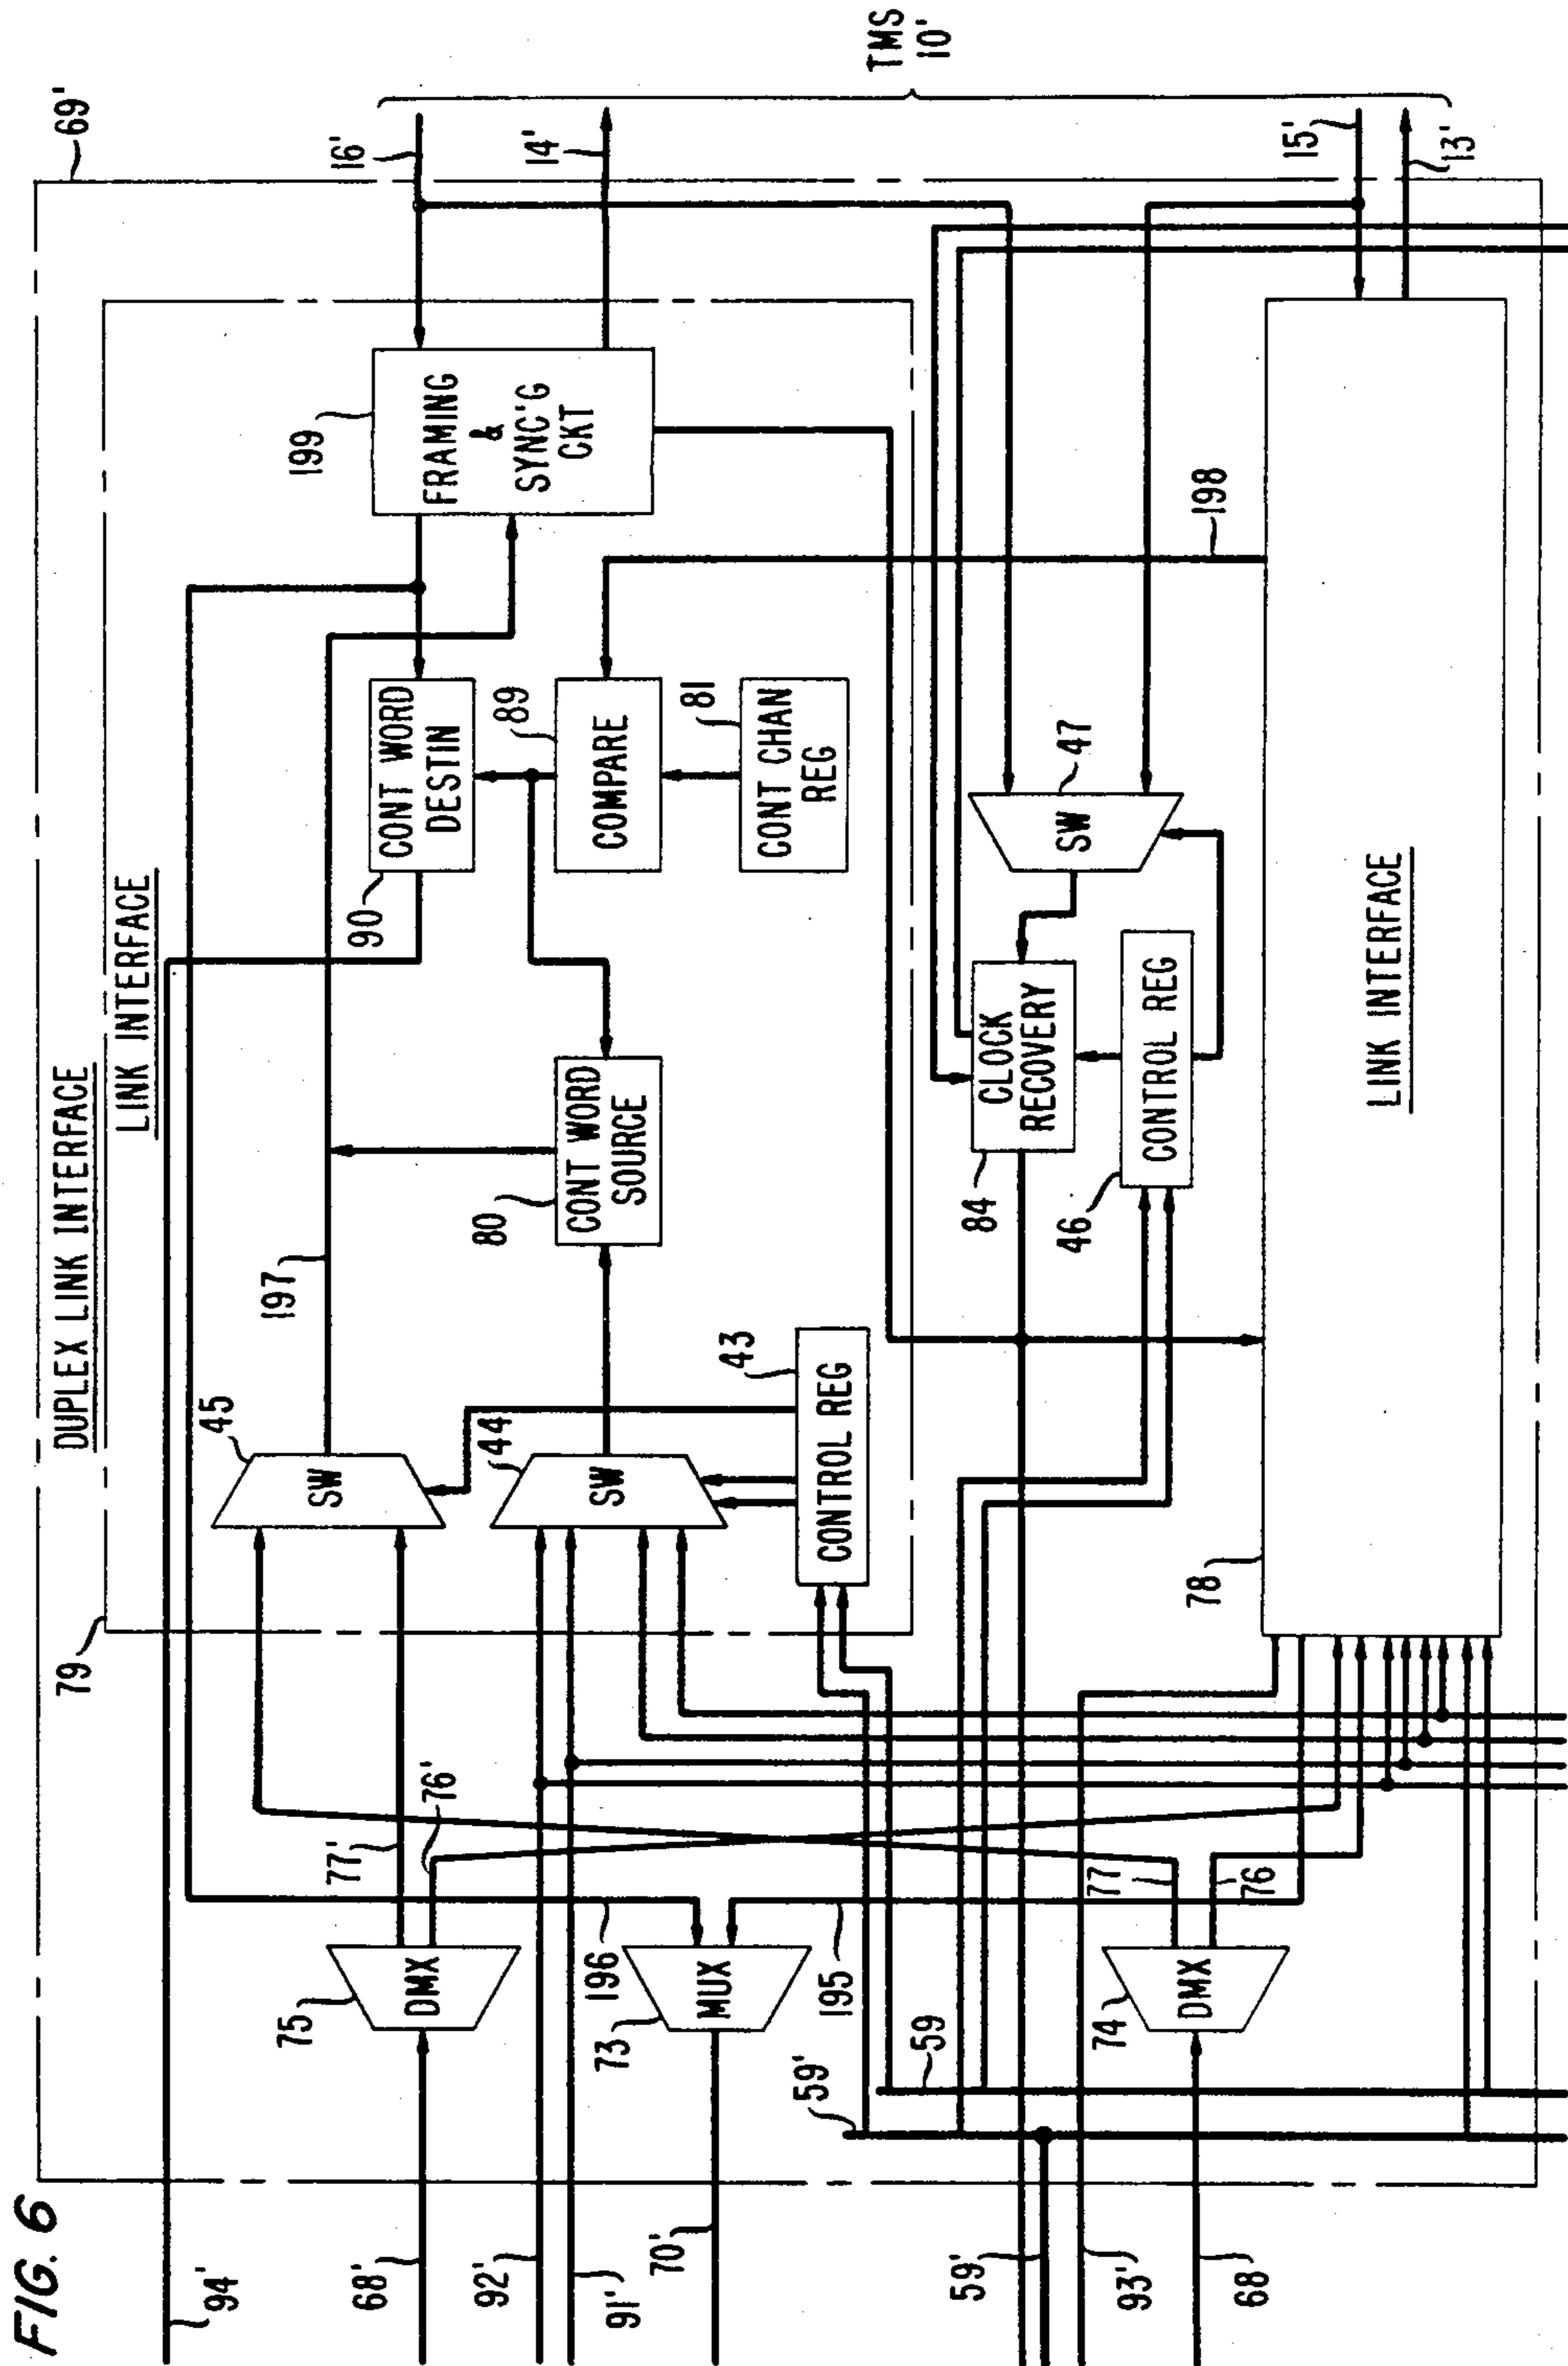 FIG. 6
DUPLEX LINK INTERFACE
69'
79
LINK INTERFACE
94'
68'
75
DMX
77'
76'
45
SW
197
92'
91'
196
44
SW
80
CONT WORD
SOURCE
90
CONT WORD
DESTIN
89
COMPARE
81
CONT CHAN
REG
199
FRAMING
&
SYNC'G
CKT
16'
14'
TMS
10'
70'
73
MUX
195
43
CONTROL REG
59'
59
84
CLOCK
RECOVERY
47
SW
46
CONTROL REG
198
59'
93'
68
74
DMX
77
76
78
LINK INTERFACE
15'
13'